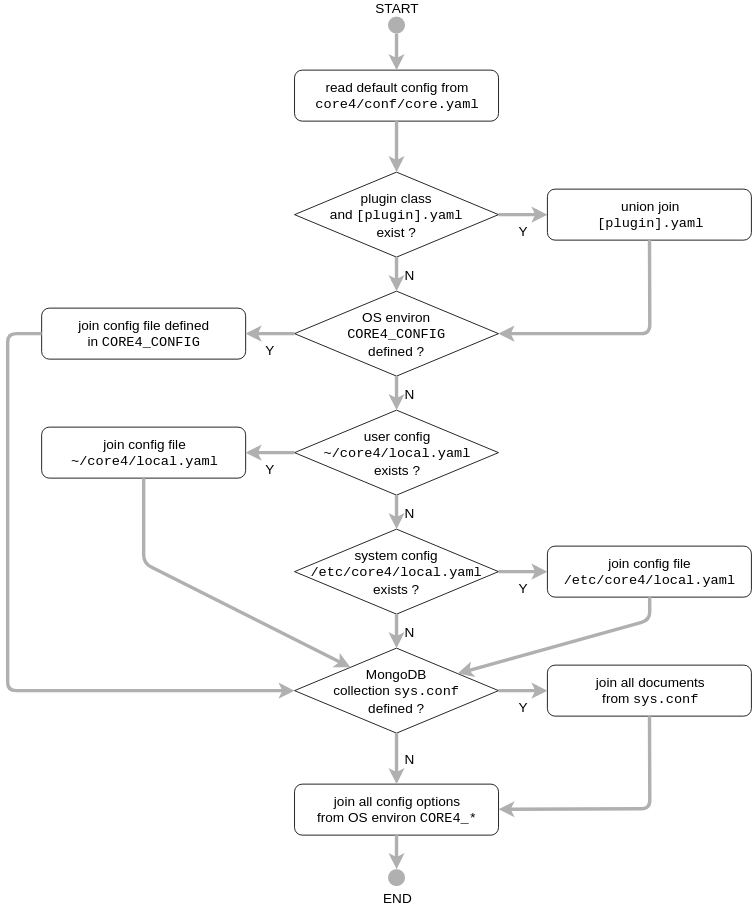 START
read default config from
core4/conf/core.yaml
plugin class
and [plugin].yaml
exist ?
Y
union join
[plugin].yaml
N
OS environ
CORE4_CONFIG
defined ?
Y
join config file defined
in CORE4_CONFIG
N
user config
~/core4/local.yaml
exists ?
Y
join config file
~/core4/local.yaml
N
system config
/etc/core4/local.yaml
exists ?
Y
join config file
/etc/core4/local.yaml
N
MongoDB
collection sys.conf
defined ?
Y
join all documents
from sys.conf
N
join all config options
from OS environ CORE4_*
END